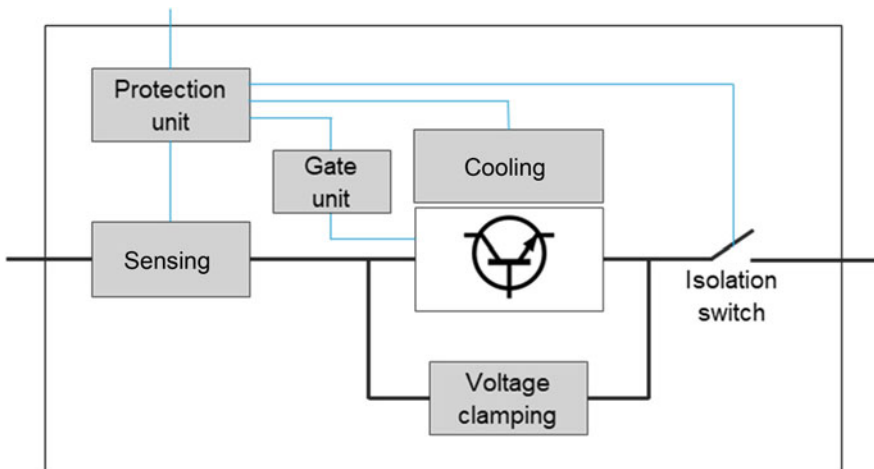 Protection
unit
Gate
unit
Cooling
Sensing
Isolation
switch
Voltage
clamping